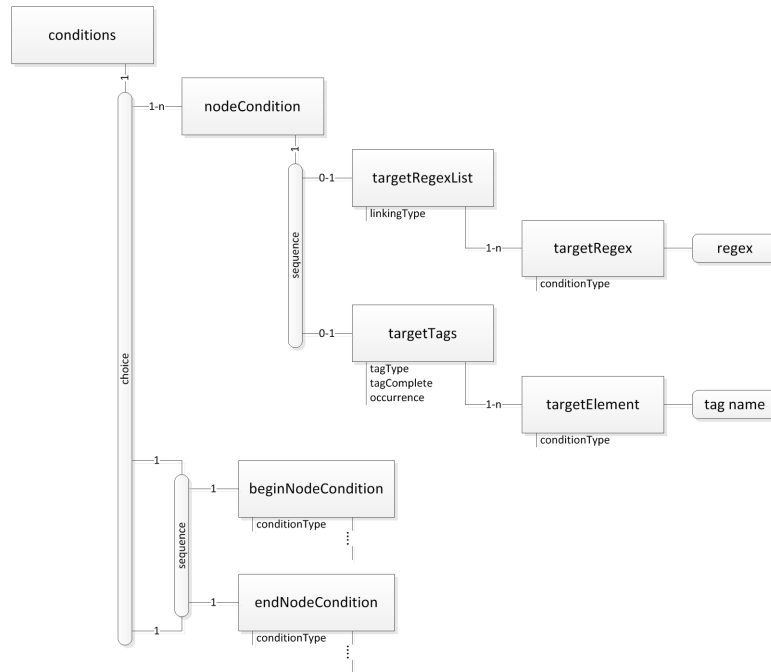 conditions
1
1-n
nodeCondition
1
sequence
0-1
targetRegexList
linkingType
1-n
targetRegex
conditionType
regex
0-1
targetTags
tagType
tagComplete
occurrence
1-n
targetElement
conditionType
tag name
choice
1
sequence
1
beginNodeCondition
conditionType
1
endNodeCondition
conditionType
1